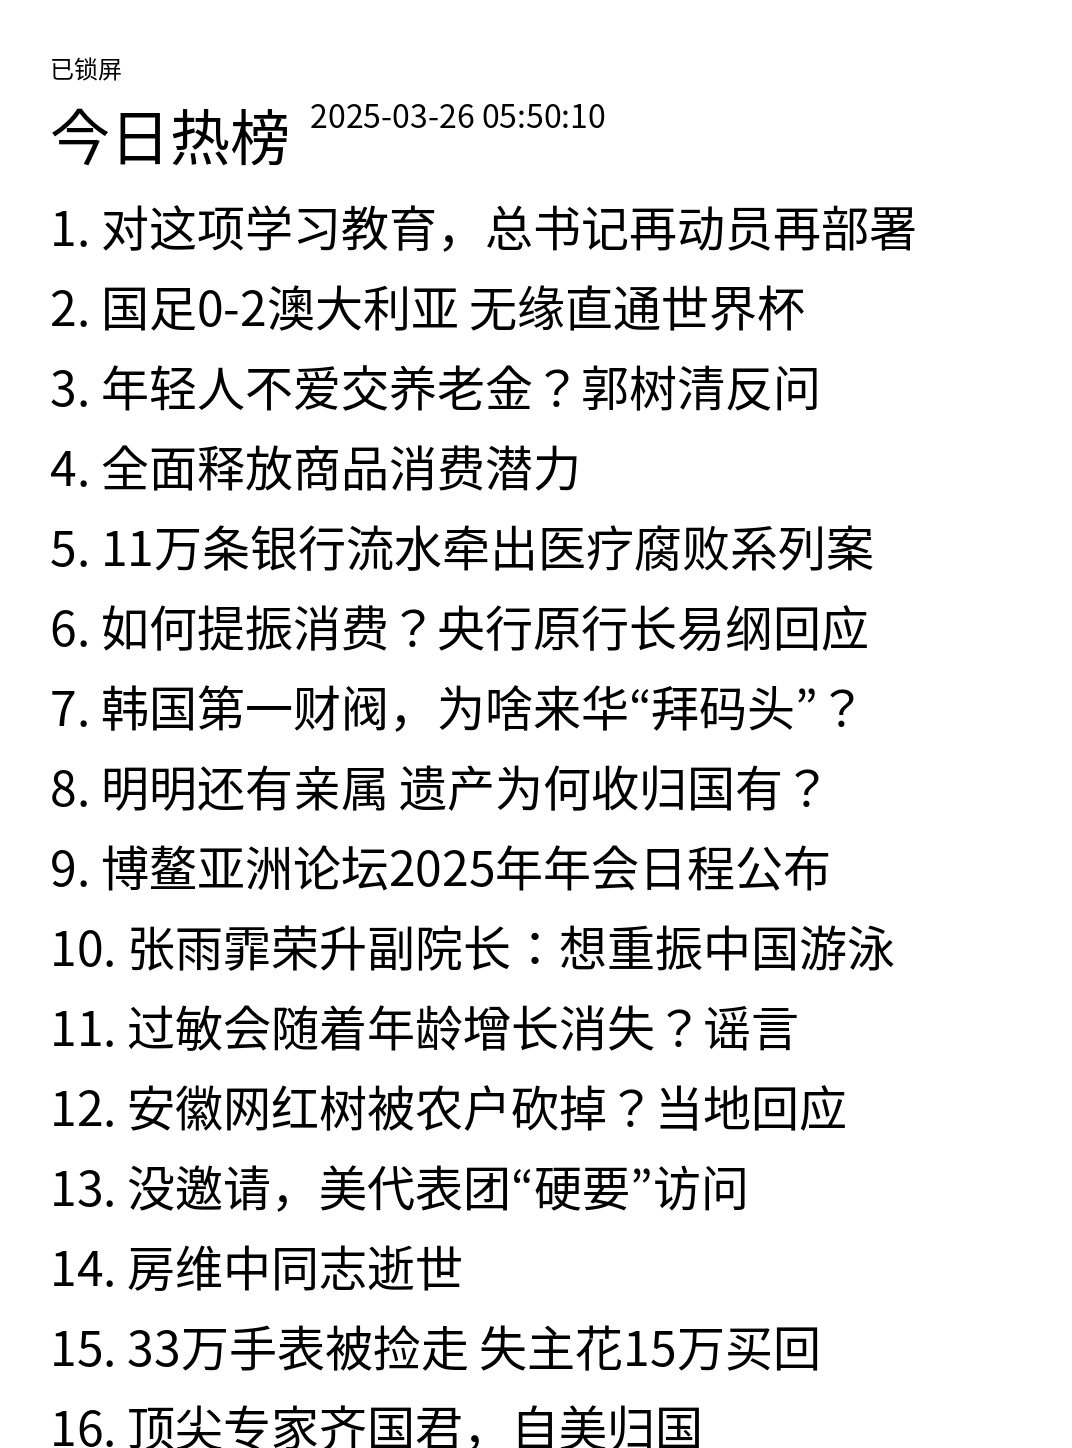 已锁屏
今日热榜 2025-03-26 05:50:10
1. 对这项学习教育，总书记再动员再部署
2. 国足0-2澳大利亚 无缘直通世界杯
3. 年轻人不爱交养老金？郭树清反问
4. 全面释放商品消费潜力
5. 11万条银行流水牵出医疗腐败系列案
6. 如何提振消费？央行原行长易纲回应
7. 韩国第一财阀，为啥来华“拜码头”？
8. 明明还有亲属 遗产为何收归国有？
9. 博鳌亚洲论坛2025年年会日程公布
10. 张雨霏荣升副院长：想重振中国游泳
11. 过敏会随着年龄增长消失？谣言
12. 安徽网红树被农户砍掉？当地回应
13. 没邀请，美代表团“硬要”访问
14. 房维中同志逝世
15. 33万手表被捡走 失主花15万买回
16. 顶尖专家齐国君，自美归国